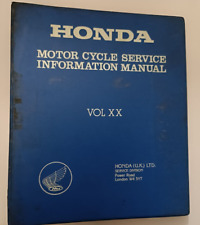 HONDA
MOTOR CYCLE SERVICE
INFORMATION MANUAL
VOL XX
HONDA (U.K.) LTD.
SERVICE DIVISION
Power Road
London W4 5YT